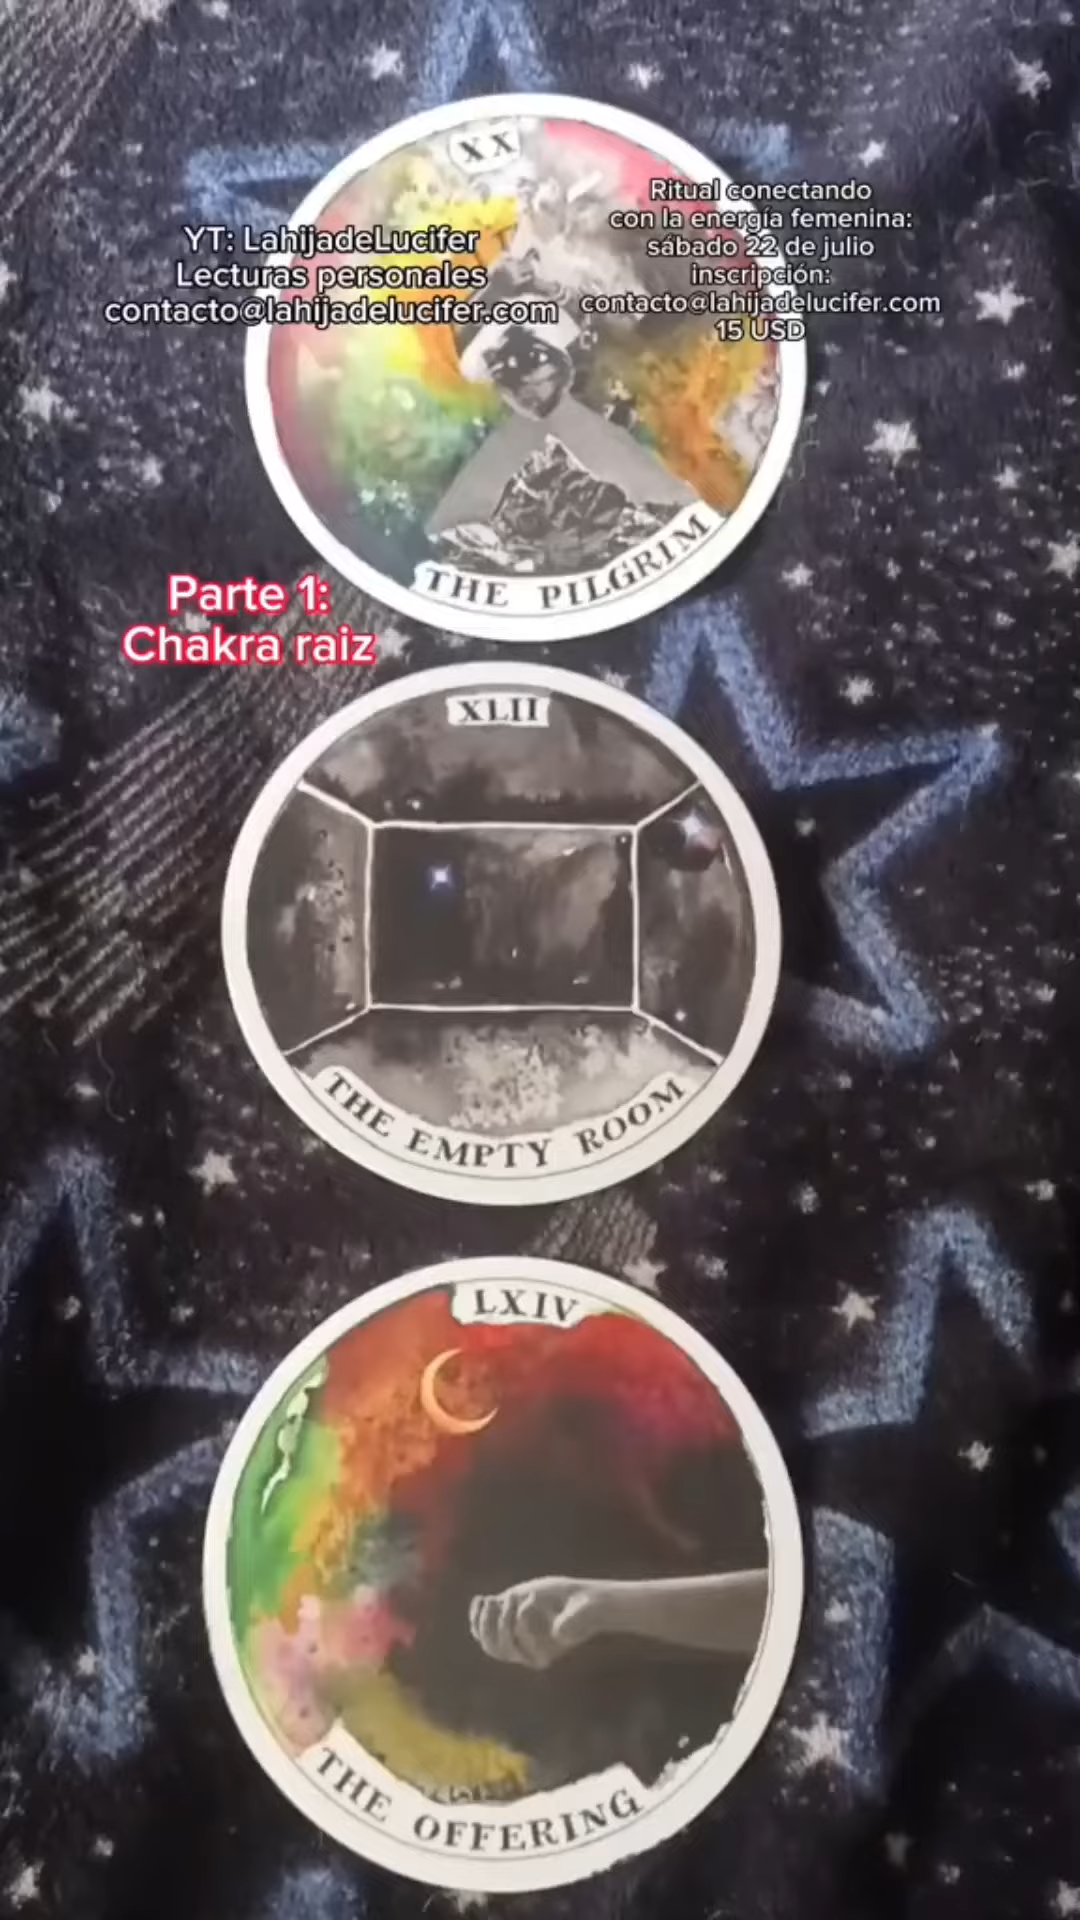 XX
YT: LahijadeLucifer
Lecturas personales
contacto@lahijadelucifer.com
Ritual conectando
con la energía femenina:
sábado 22 de julio
inscripción:
contacto@lahijadelucifer.com
15 USD
THE PILGRIM
Parte 1:
Chakra raiz
XLII
THE EMPTY ROOM
LXIV
THE OFFERING